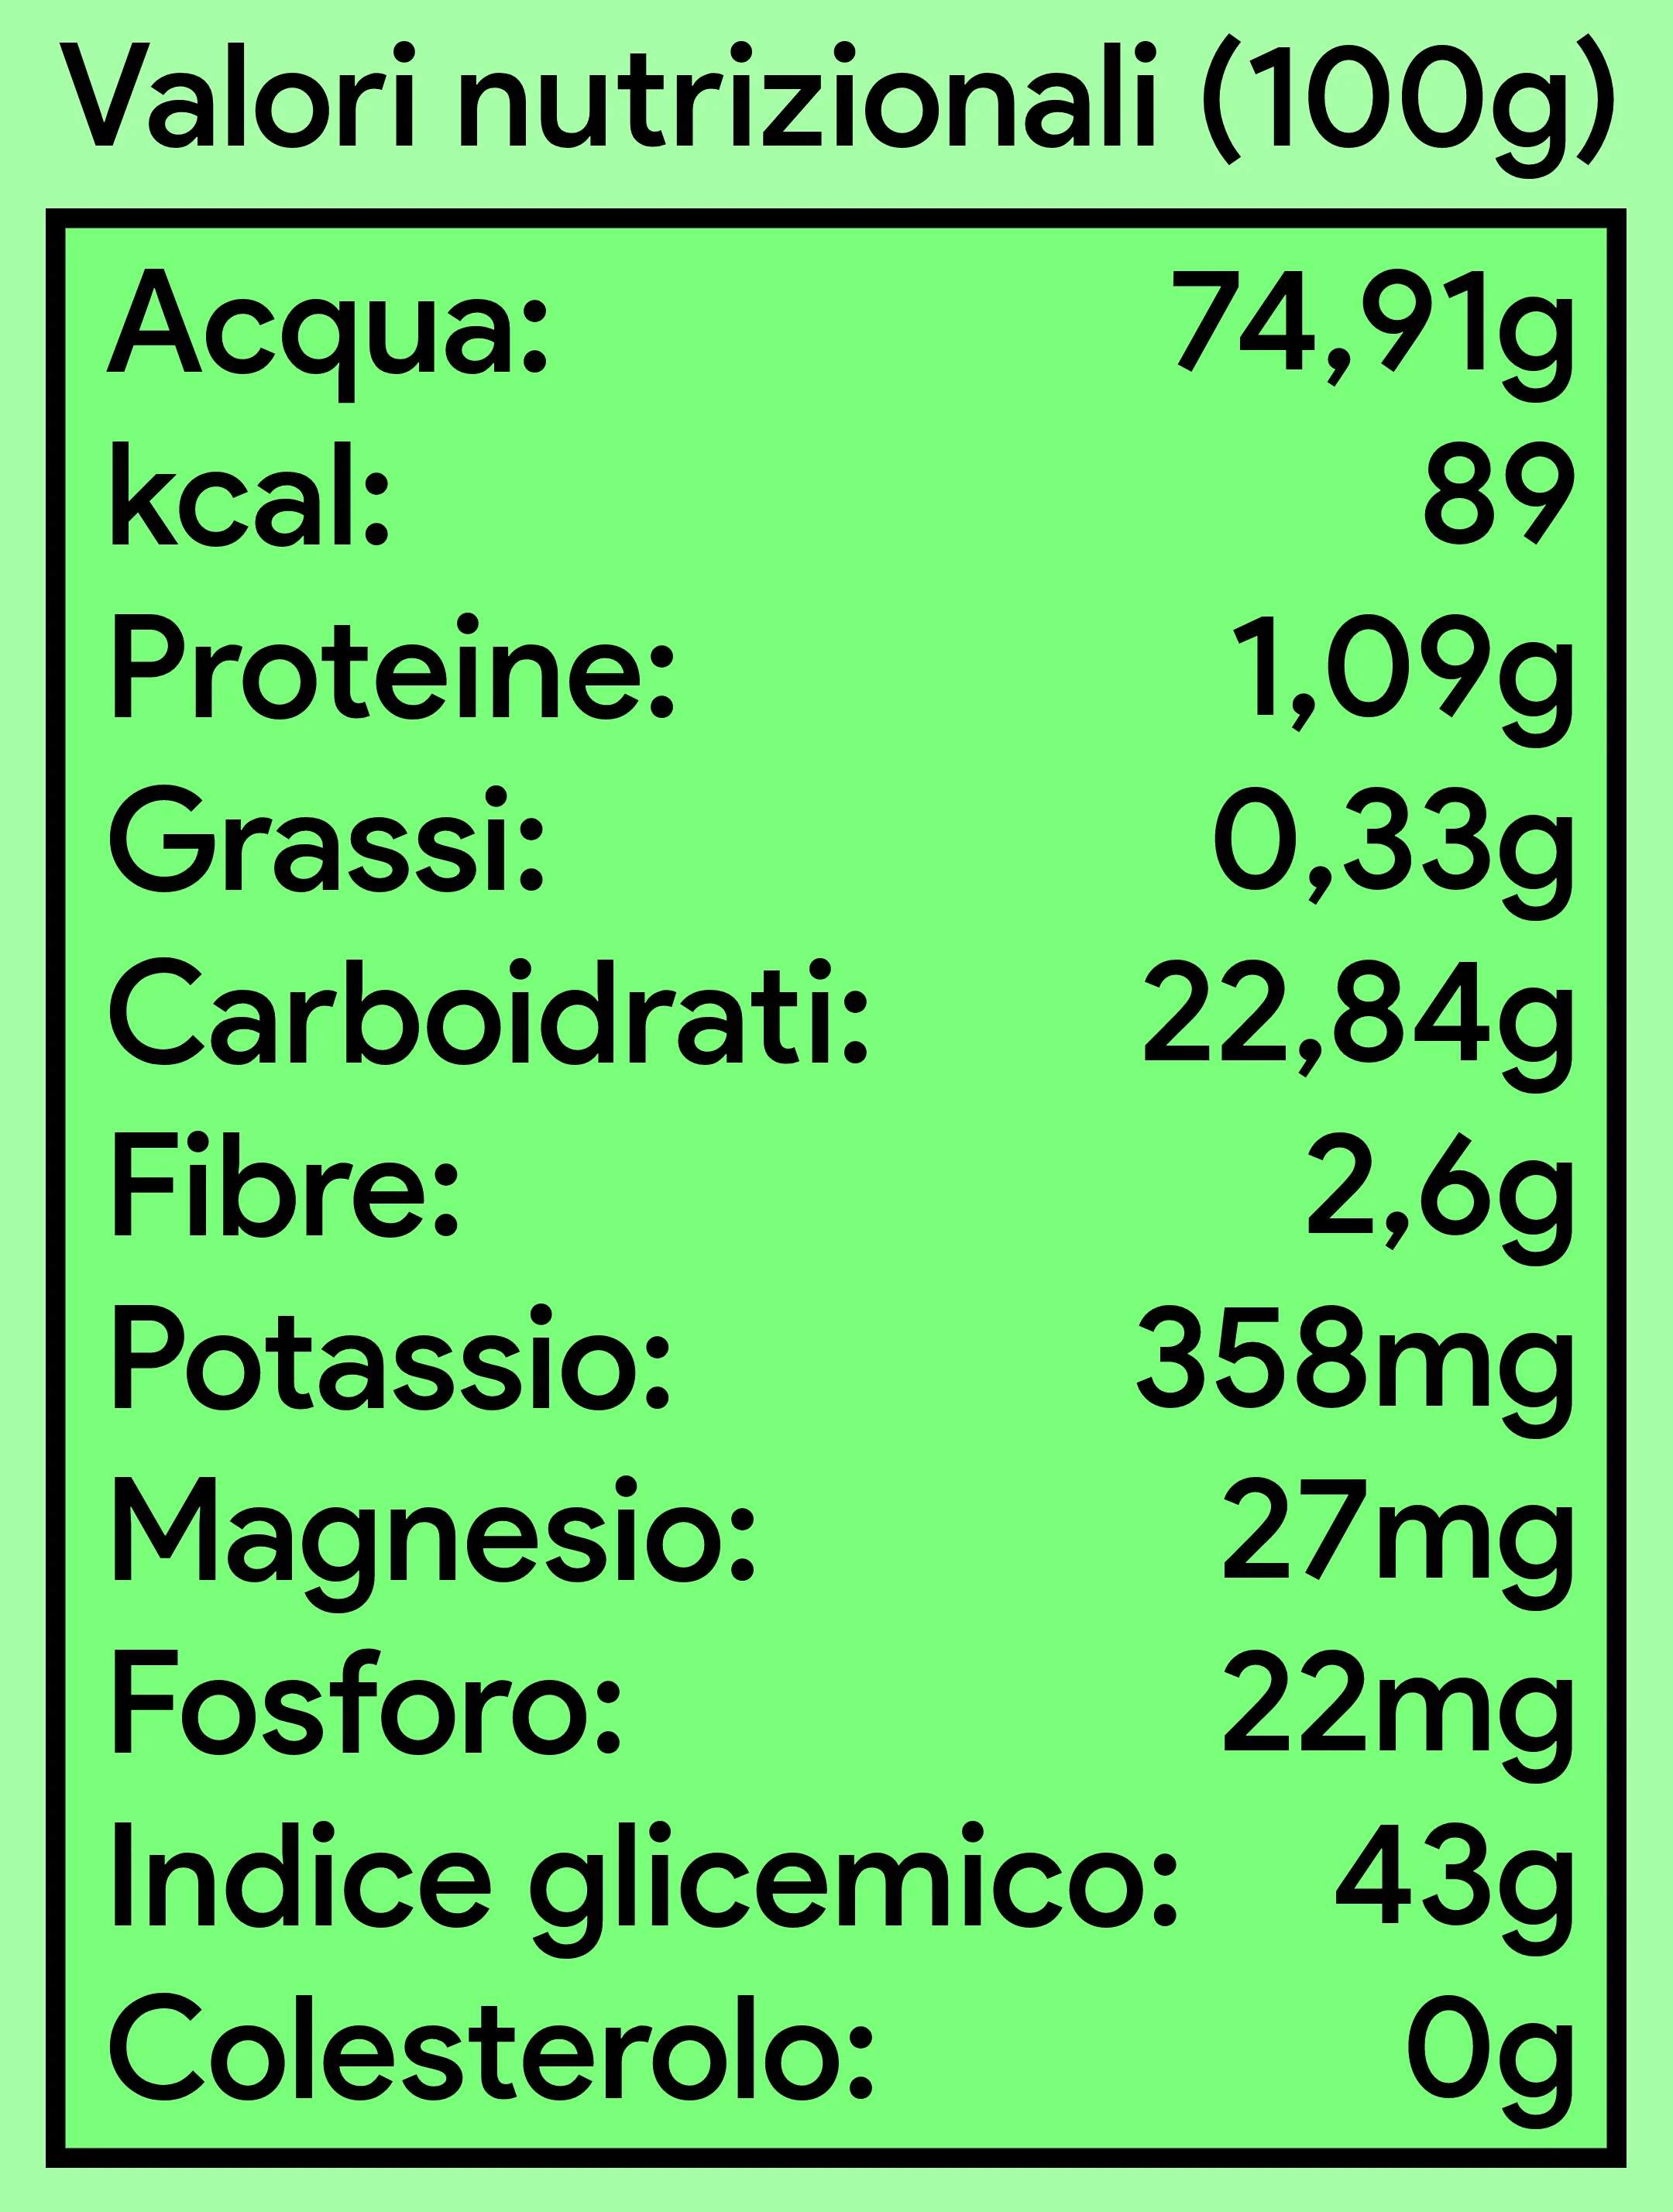 Valori nutrizionali (100g)
Acqua: 74,91g
kcal: 89
Proteine: 1,09g
Grassi: 0,33g
Carboidrati: 22,84g
Fibre: 2,6g
Potassio: 358mg
Magnesio: 27mg
Fosforo: 22mg
Indice glicemico: 43g
Colesterolo: 0g